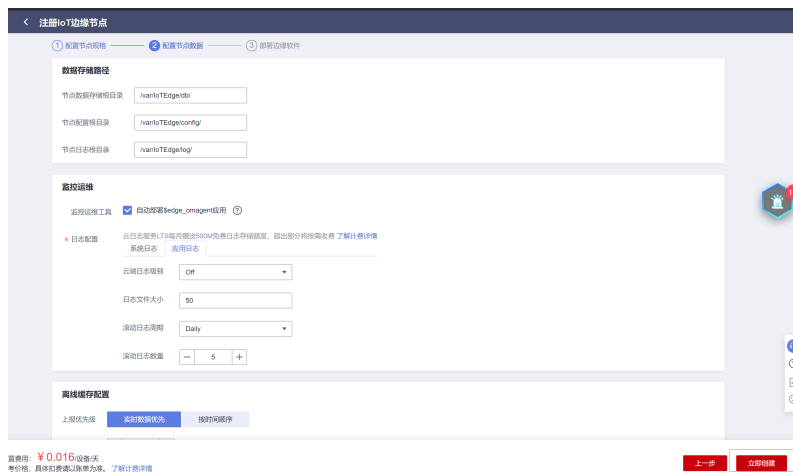 注册IoT边缘节点
1 配置节点规格 2 配置节点数据 3 部署边缘软件
数据存储路径
节点数据存储根目录 /var/IoTEdge/db/
节点配置根目录 /var/IoTEdge/config/
节点日志根目录 /var/IoTEdge/log/
监控运维
监控运维工具 自动部署$edge_omagent应用 ?
* 日志配置 云日志服务LTS每月赠送500M免费日志存储额度，超出部分将按需收费 了解计费详情
系统日志 应用日志
云端日志级别 Off
日志文件大小 50
滚动日志周期 Daily
滚动日志数量 5
离线缓存配置
上报优先级 实时数据优先 按时间顺序
置费用: ¥0.016/设备/天
考价格，具体扣费请以账单为准。 了解计费详情
上一步 立即创建
1